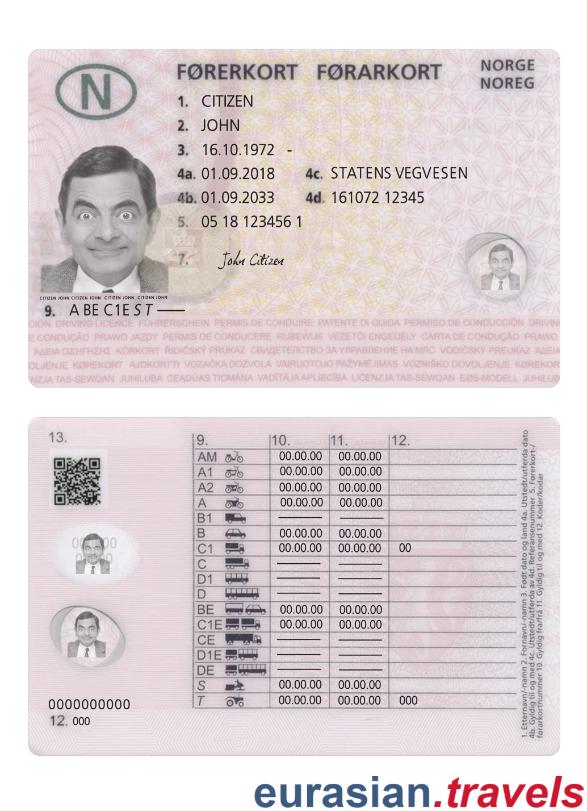 N
FØRERKORT FØRARKORT
NORGE
NOREG
1. CITIZEN
2. JOHN
3. 16.10.1972 -
4a. 01.09.2018 4c. STATENS VEGVESEN
4b. 01.09.2033 4d. 161072 12345
5. 05 18 123456 1
7. John Citizen
CITIZEN JOHN CITIZEN JOHN CITIZEN JOHN CITIZEN JOHN
9. A BE C1E S T
CIÓN DRIVING LICENCE FÜHRERSCHEIN PERMIS DE CONDUIRE PATENTE DI GUIDA PERMISO DE CONDUCCIÓN DRIVIN
E CONDUÇÃO PRAWO JAZDY PERMIS DE CONDUCERE RIJBEWIJS VEZETŐI ENGEDÉLY CARTA DE CONDUÇÃO PRAWO
KÖRKORT ŘIDIČSKÝ PRŮKAZ СВИДЕТЕЛСТВО ЗА УПРАВЛЕНИЕ НА МПС VODIČSKÝ PREUKAZ
OLJENJE KØREKORT AJOKORTTI VOZAČKA DOZVOLA VAIRUOTOJO PAŽYMĖJIMAS VOZNIŠKO DOVOLJENJE KØREKOR
NZJA TAS-SEWQAN JUHILUBA CEADÚAS TIOMÁNA VADĪTĀJA APLIECĪBA LIĊENZJA TAS-SEWQAN EØS-MODELL JUHILUB
13.
9. 10. 11. 12.
AM 00.00.00 00.00.00
A1 00.00.00 00.00.00
A2 00.00.00 00.00.00
A 00.00.00 00.00.00
B1
B 00.00.00 00.00.00
C1 00.00.00 00.00.00 00
C
D1
D
BE 00.00.00 00.00.00
C1E 00.00.00 00.00.00
CE
D1E
DE
S 00.00.00 00.00.00
T 00.00.00 00.00.00 000
0000000000
12. 000
1. Etternavn/-namn 2. Fornavn/-namn 3. Født dato og land 4a. Utstedt/utferda dato
4b. Gyldig til og med 4c. Utstedt/utferda av 4d. Referansenummer 5. Førerkort-/
førarkortnummer 10. Gyldig fra/frå 11. Gyldig til og med 12. Koder/kodar
eurasian.travels